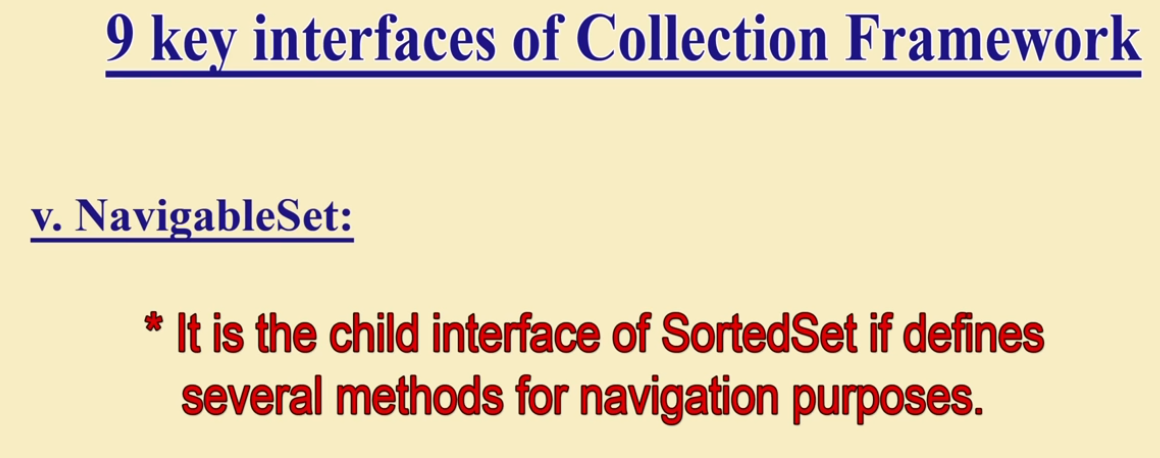 9 key interfaces of Collection Framework
v. NavigableSet:
* It is the child interface of SortedSet if defines
several methods for navigation purposes.